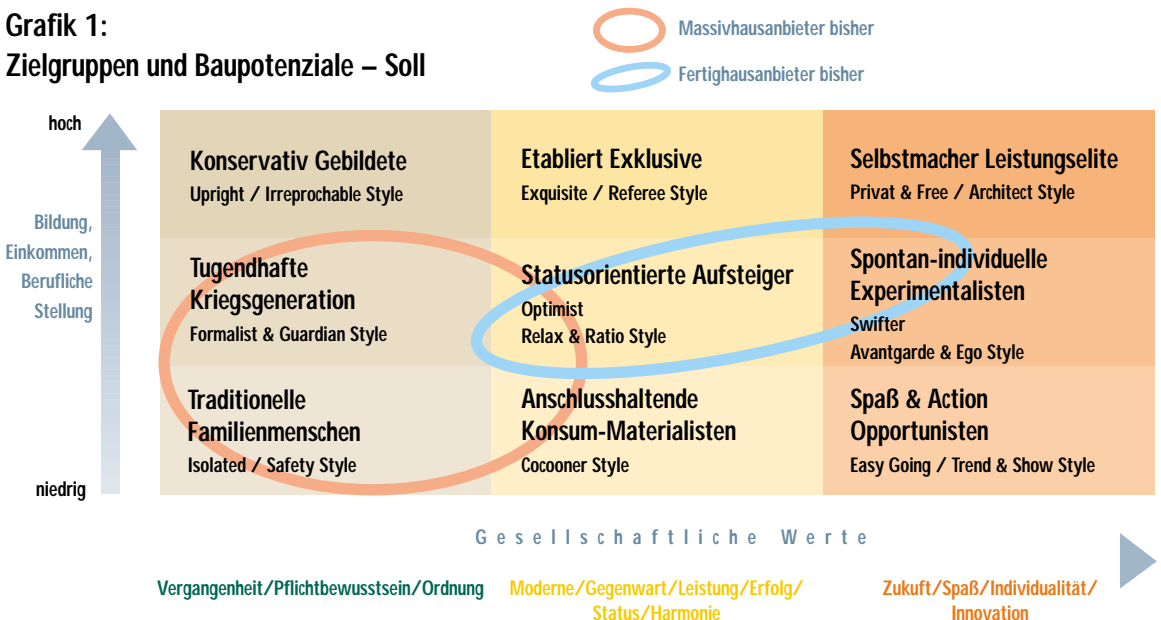 Grafik 1:
Zielgruppen und Baupotenziale – Soll
Massivhausanbieter bisher
Fertighausanbieter bisher
hoch
Bildung,
Einkommen,
Berufliche
Stellung
niedrig
Konservativ Gebildete
Upright / Irreprochable Style
Etabliert Exklusive
Exquisite / Referee Style
Selbstmacher Leistungselite
Privat & Free / Architect Style
Tugendhafte
Kriegsgeneration
Formalist & Guardian Style
Statusorientierte Aufsteiger
Optimist
Relax & Ratio Style
Spontan-individuelle
Experimentalisten
Swifter
Avantgarde & Ego Style
Traditionelle
Familienmenschen
Isolated / Safety Style
Anschlusshaltende
Konsum-Materialisten
Cocooner Style
Spaß & Action
Opportunisten
Easy Going / Trend & Show Style
Gesellschaftliche Werte
Vergangenheit/Pflichtbewusstsein/Ordnung
Moderne/Gegenwart/Leistung/Erfolg/
Status/Harmonie
Zukuft/Spaß/Individualität/
Innovation